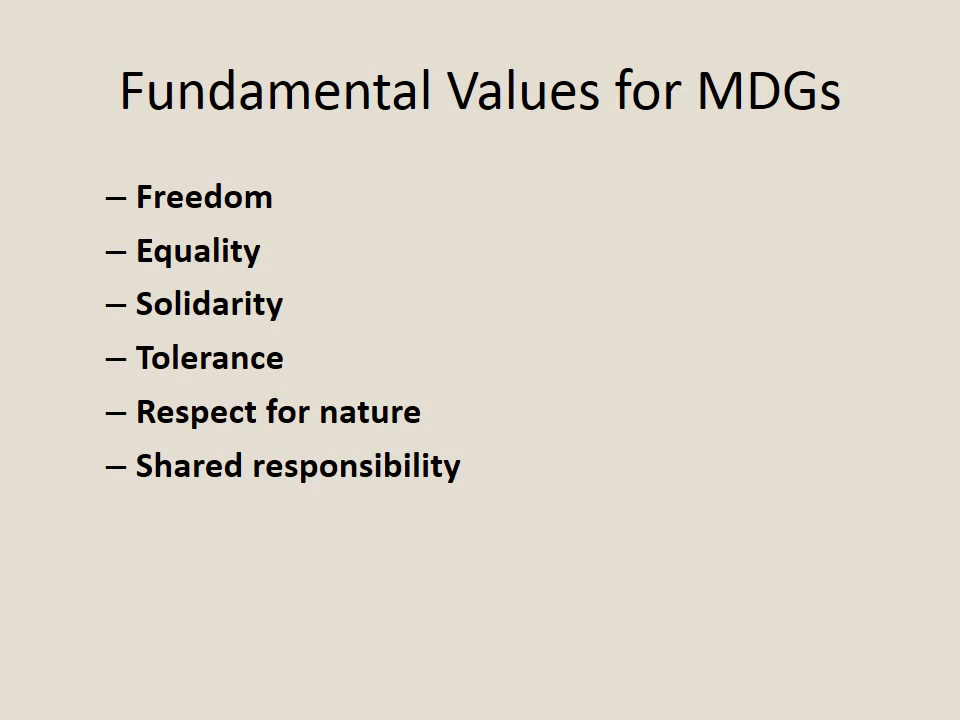 Fundamental Values for MDGs
– Freedom
– Equality
– Solidarity
– Tolerance
– Respect for nature
– Shared responsibility